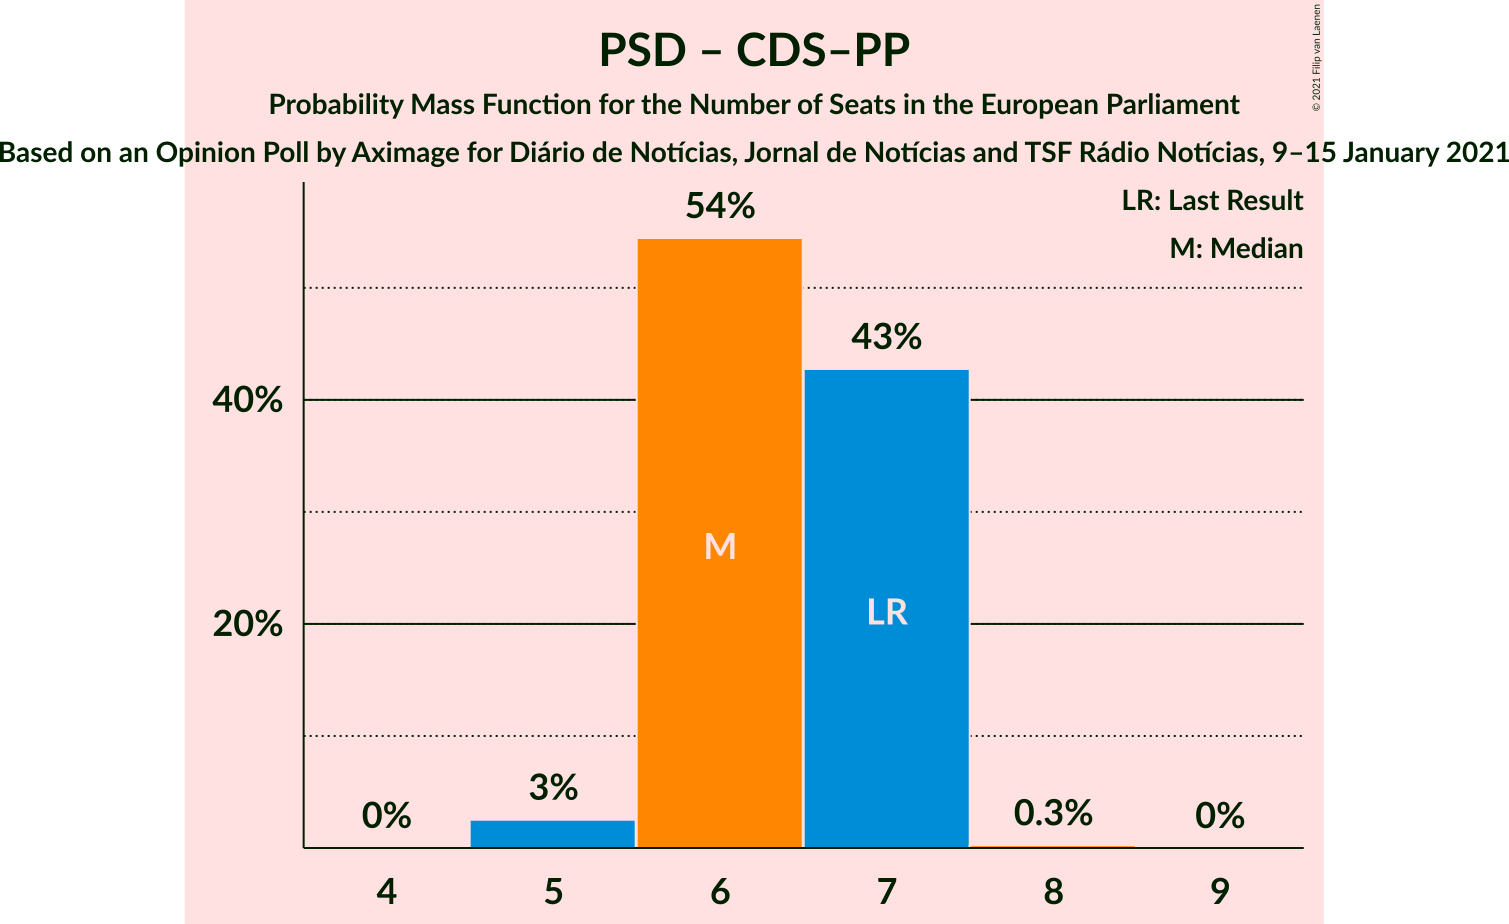 PSD – CDS–PP
Probability Mass Function for the Number of Seats in the European Parliament
Based on an Opinion Poll by Aximage for Diário de Notícias, Jornal de Notícias and TSF Rádio Notícias, 9–15 January 2021
© 2021 Filip van Laenen
LR: Last Result
M: Median
54%
43%
40%
M
LR
20%
3%
0%
0.3%
0%
4 5 6 7 8 9